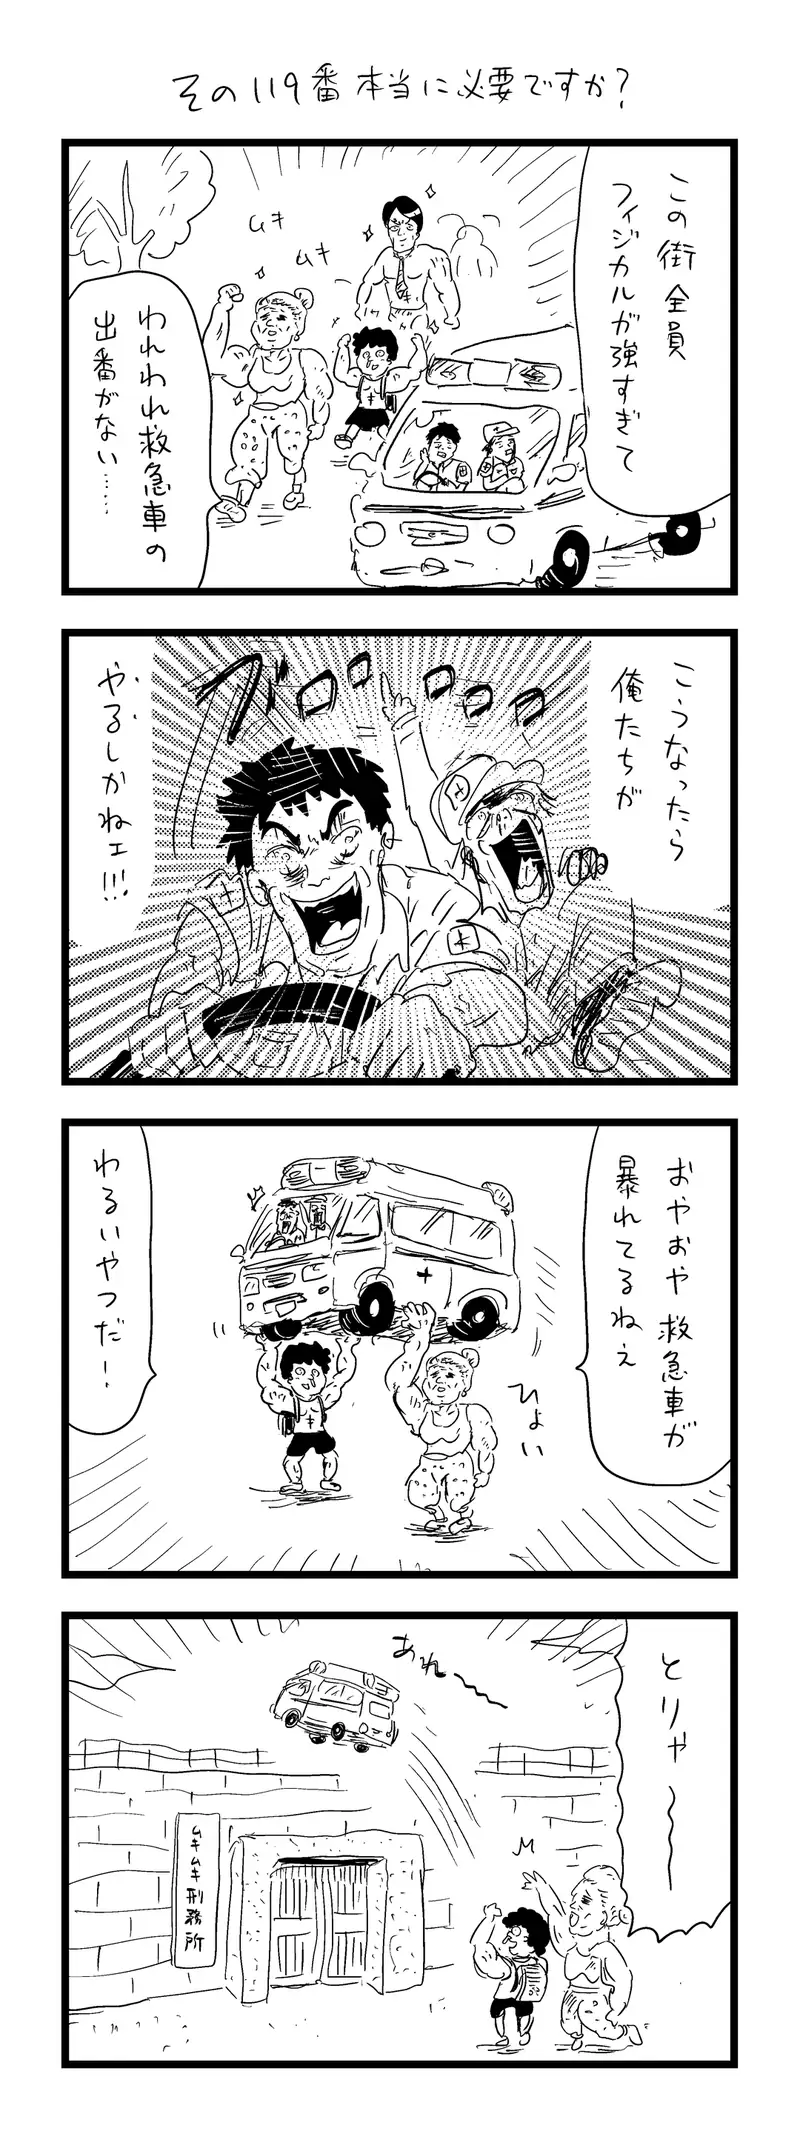 その119番本当に必要ですか?
この街全員
フィジカルが強すぎて
ムキ
ムキ
われわれ救急車の
出番がない……
こうなったら
俺たちが
ブロロロロロ
やるしかねェ!!!
おやおや救急車が
暴れてるねぇ
ひょい
わるいやつだ!
とりゃ〜〜
あれ〜〜
ムキムキ刑務所